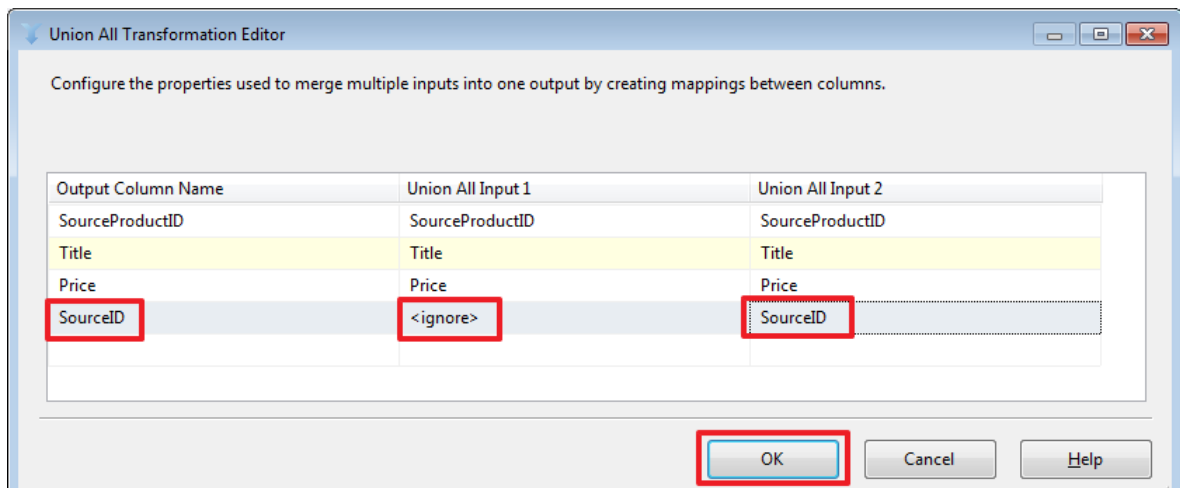 Union All Transformation Editor
Configure the properties used to merge multiple inputs into one output by creating mappings between columns.
Output Column Name Union All Input 1 Union All Input 2
SourceProductID SourceProductID SourceProductID
Title Title Title
Price Price Price
SourceID <ignore> SourceID
OK Cancel Help